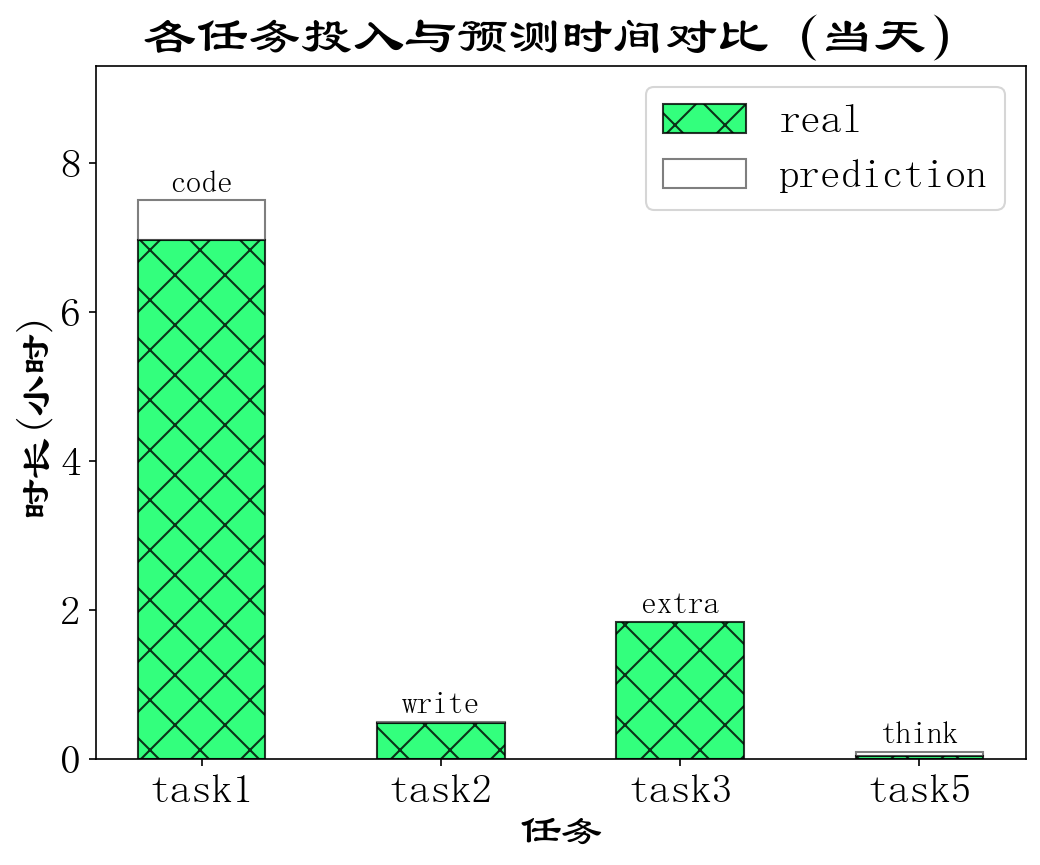 各任务投入与预测时间对比 (当天)
real
prediction
时长(小时)
8
6
4
2
0
code
write
extra
think
task1
task2
task3
task5
任务